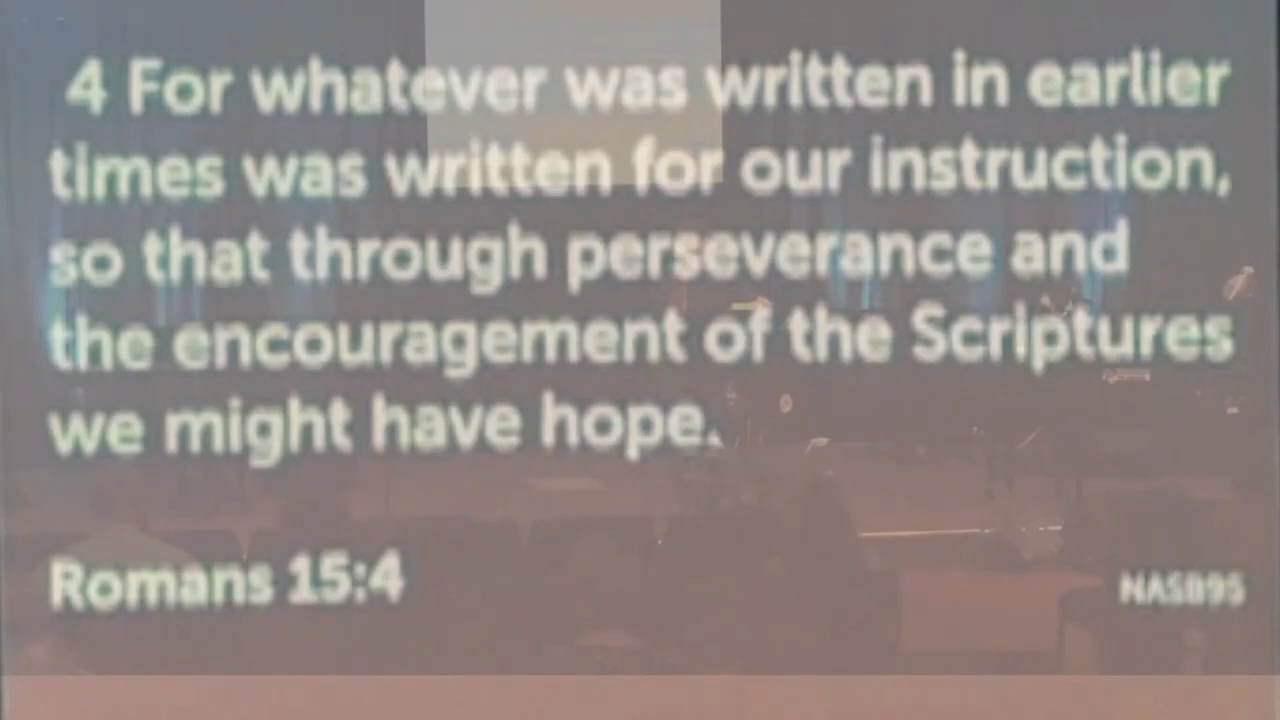 4 For whatever was written in earlier
times was written for our instruction,
so that through perseverance and
the encouragement of the Scriptures
we might have hope.
Romans 15:4
NASB95